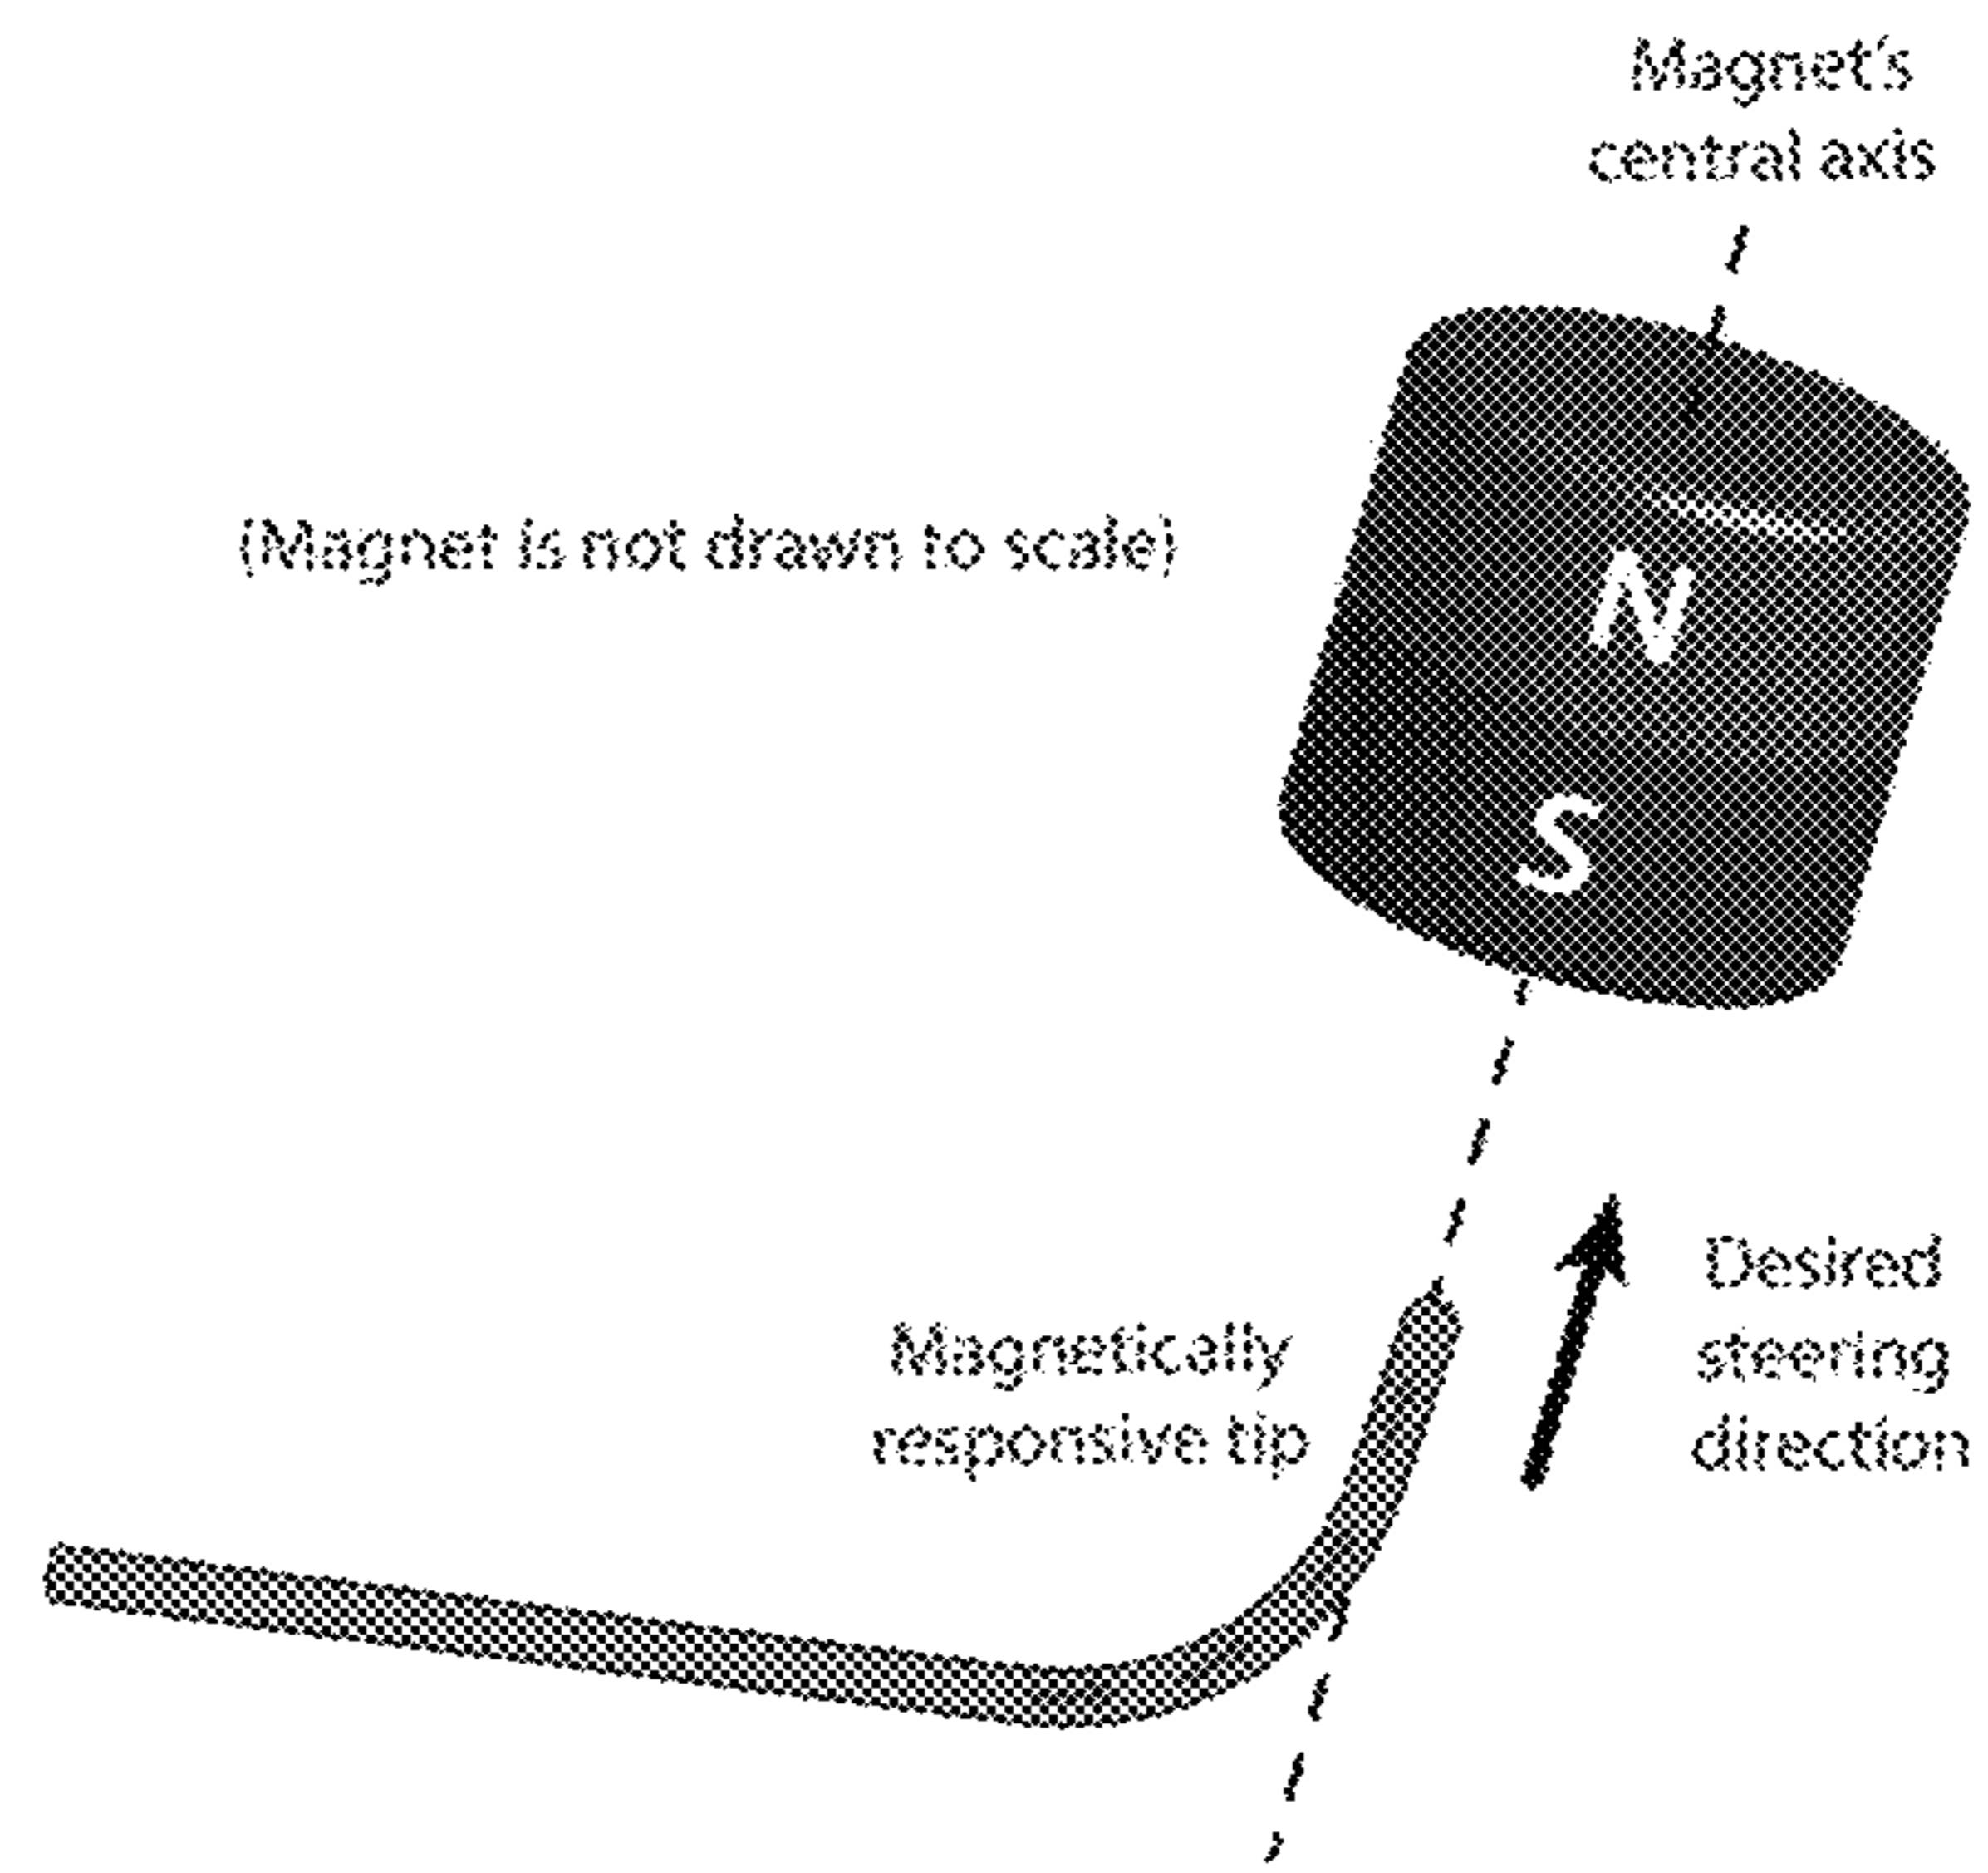 Magnet's
central axis
(Magnet is not drawn to scale)
N
S
Desired
steering
direction
Magnetically
responsive tip